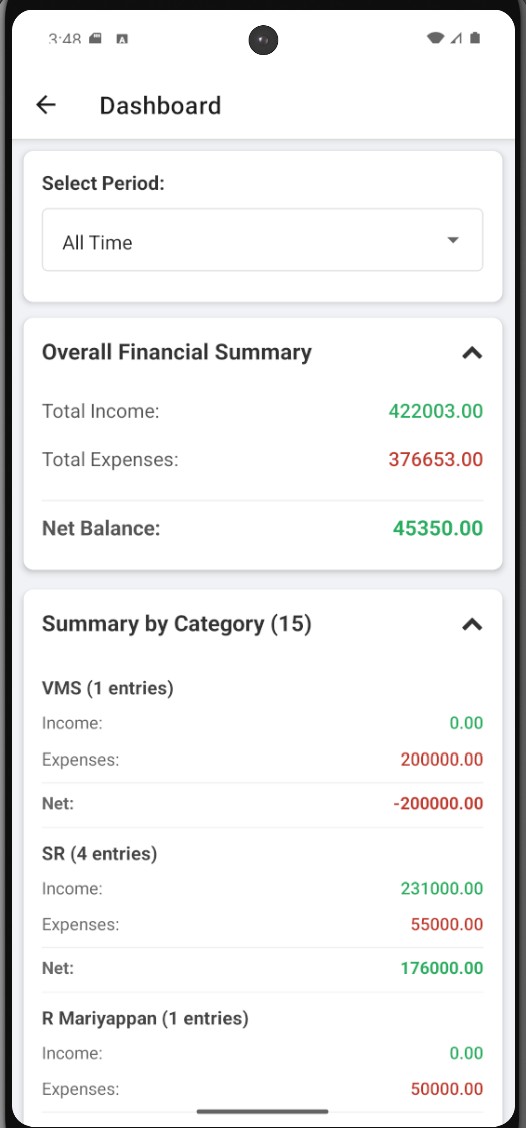 3:48
Dashboard
Select Period:
All Time
Overall Financial Summary
Total Income: 422003.00
Total Expenses: 376653.00
Net Balance: 45350.00
Summary by Category (15)
VMS (1 entries)
Income: 0.00
Expenses: 200000.00
Net: -200000.00
SR (4 entries)
Income: 231000.00
Expenses: 55000.00
Net: 176000.00
R Mariyappan (1 entries)
Income: 0.00
Expenses: 50000.00